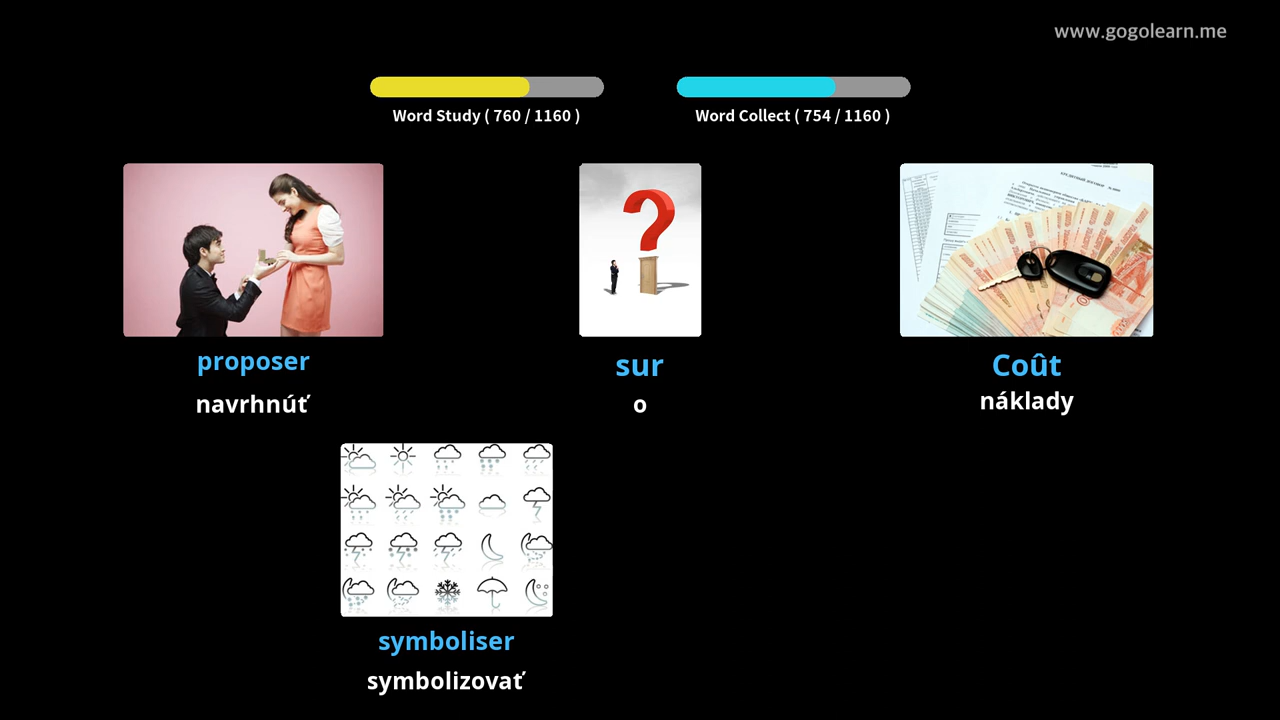 www.gogolearn.me
Word Study ( 760 / 1160 )
Word Collect ( 754 / 1160 )
proposer
navrhnúť
sur
o
Coût
náklady
symboliser
symbolizovať